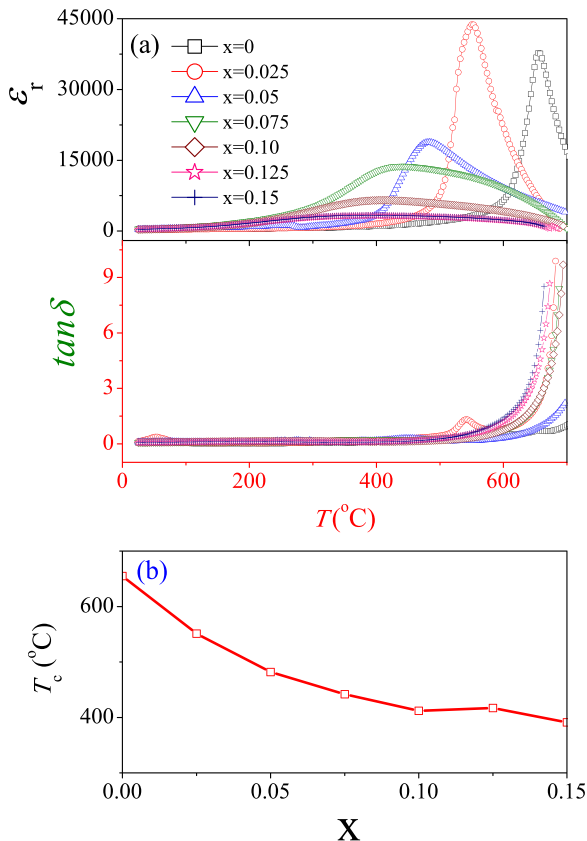 45000
30000
15000
0
εr
(a)
x=0
x=0.025
x=0.05
x=0.075
x=0.10
x=0.125
x=0.15
9
6
3
0
tanδ
0
200
400
600
T(°C)
(b)
600
400
Tc (°C)
0.00
0.05
0.10
0.15
X